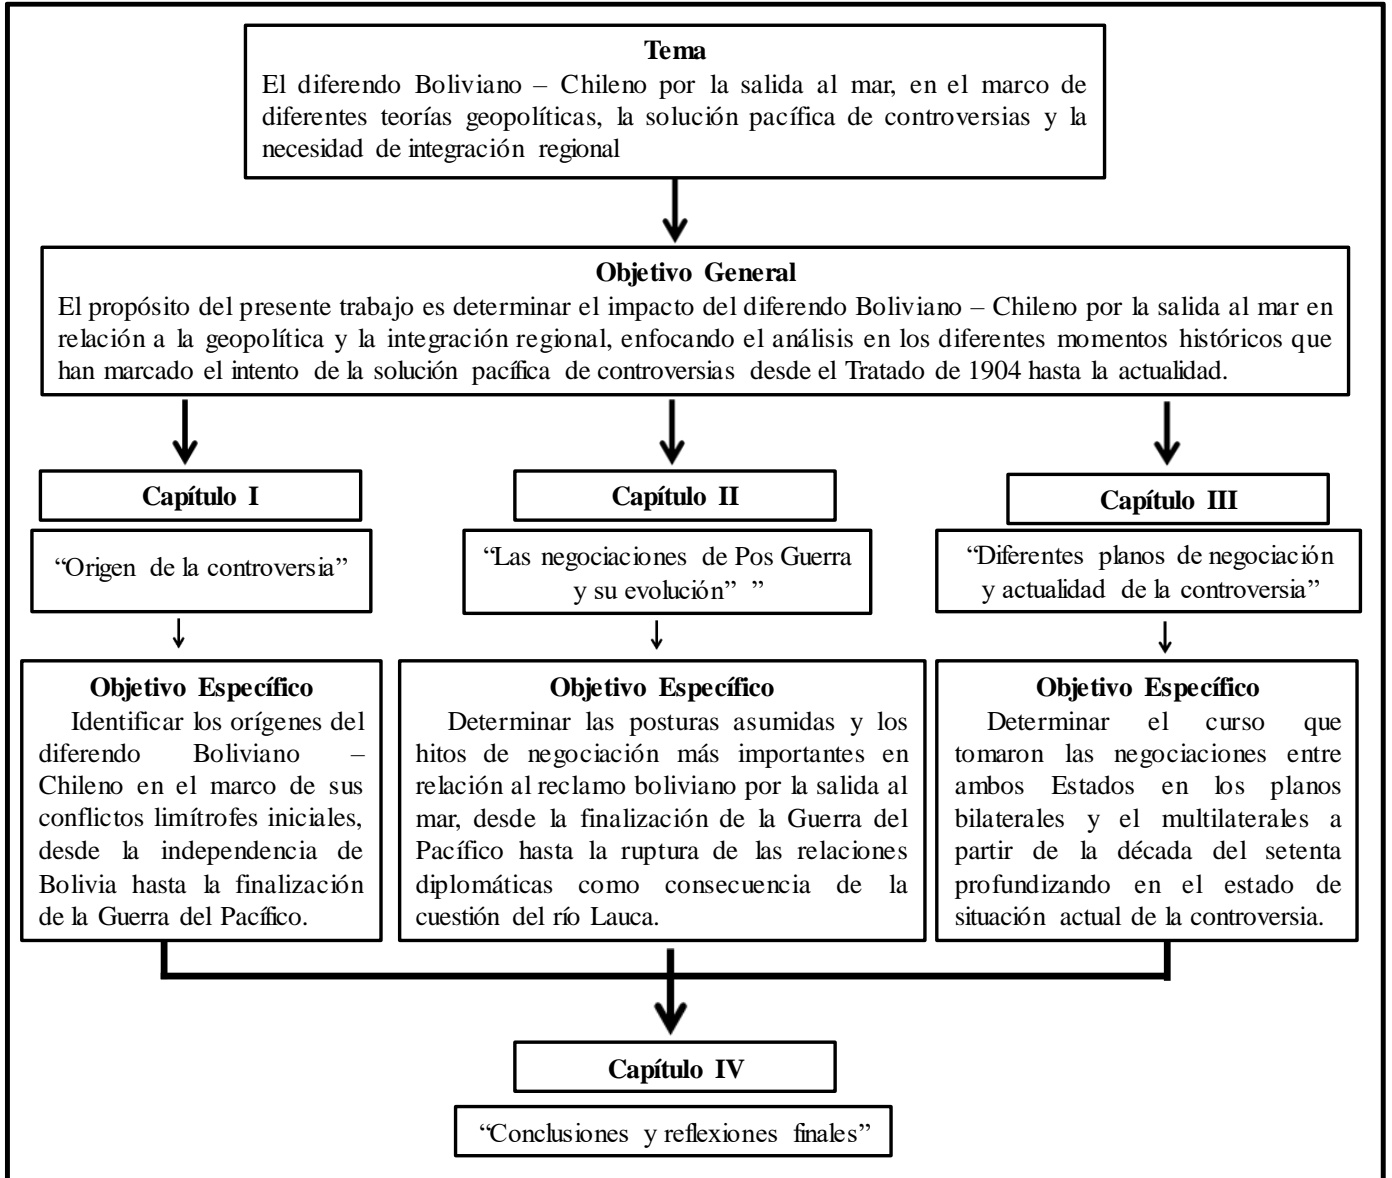 Tema
El diferendo Boliviano – Chileno por la salida al mar, en el marco de
diferentes teorías geopolíticas, la solución pacífica de controversias y la
necesidad de integración regional
Objetivo General
El propósito del presente trabajo es determinar el impacto del diferendo Boliviano – Chileno por la salida al mar en
relación a la geopolítica y la integración regional, enfocando el análisis en los diferentes momentos históricos que
han marcado el intento de la solución pacífica de controversias desde el Tratado de 1904 hasta la actualidad.
Capítulo I
“Origen de la controversia”
Objetivo Específico
Identificar los orígenes del
diferendo Boliviano –
Chileno en el marco de sus
conflictos limítrofes iniciales,
desde la independencia de
Bolivia hasta la finalización
de la Guerra del Pacífico.
Capítulo II
“Las negociaciones de Pos Guerra
y su evolución” ”
Objetivo Específico
Determinar las posturas asumidas y los
hitos de negociación más importantes en
relación al reclamo boliviano por la salida al
mar, desde la finalización de la Guerra del
Pacífico hasta la ruptura de las relaciones
diplomáticas como consecuencia de la
cuestión del río Lauca.
Capítulo III
“Diferentes planos de negociación
y actualidad de la controversia”
Objetivo Específico
Determinar el curso que
tomaron las negociaciones entre
ambos Estados en los planos
bilaterales y el multilaterales a
partir de la década del setenta
profundizando en el estado de
situación actual de la controversia.
Capítulo IV
“Conclusiones y reflexiones finales”